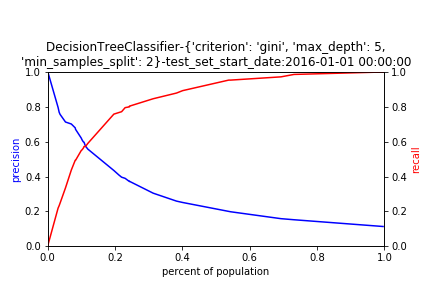 DecisionTreeClassifier-{'criterion': 'gini', 'max_depth': 5,
'min_samples_split': 2}-test_set_start_date:2016-01-01 00:00:00
1.0
0.8
0.6
0.4
0.2
0.0
precision
1.0
0.8
0.6
0.4
0.2
0.0
recall
0.0 0.2 0.4 0.6 0.8 1.0
percent of population